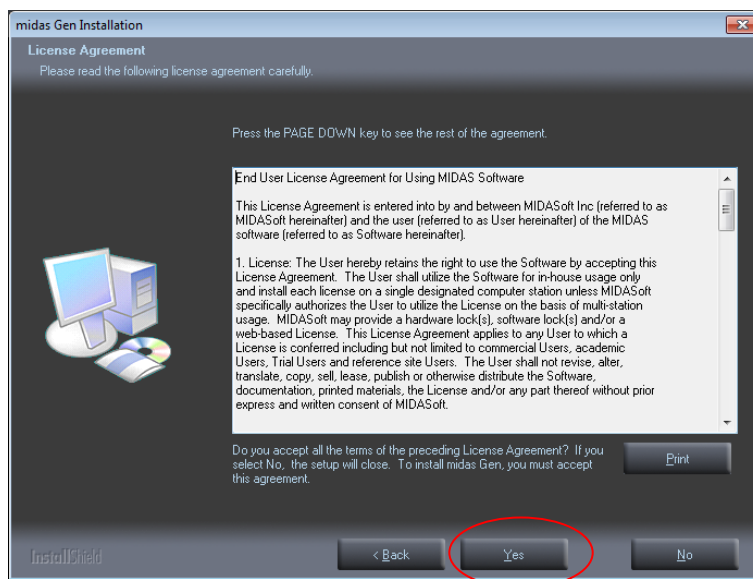 midas Gen Installation
License Agreement
Please read the following license agreement carefully.
Press the PAGE DOWN key to see the rest of the agreement.
End User License Agreement for Using MIDAS Software
This License Agreement is entered into by and between MIDASoft Inc (referred to as
MIDASoft hereinafter) and the user (referred to as User hereinafter) of the MIDAS
software (referred to as Software hereinafter).
1. License: The User hereby retains the right to use the Software by accepting this
License Agreement.  The User shall utilize the Software for in-house usage only
and install each license on a single designated computer station unless MIDASoft
specifically authorizes the User to utilize the License on the basis of multi-station
usage.  MIDASoft may provide a hardware lock(s), software lock(s) and/or a
web-based License.  This License Agreement applies to any User to which a
License is conferred including but not limited to commercial Users, academic
Users, Trial Users and reference site Users.  The User shall not revise, alter,
translate, copy, sell, lease, publish or otherwise distribute the Software,
documentation, printed materials, the License and/or any part thereof without prior
express and written consent of MIDASoft.
Do you accept all the terms of the preceding License Agreement?  If you
select No,  the setup will close.  To install midas Gen, you must accept
this agreement.
Print
InstallShield
< Back
Yes
No